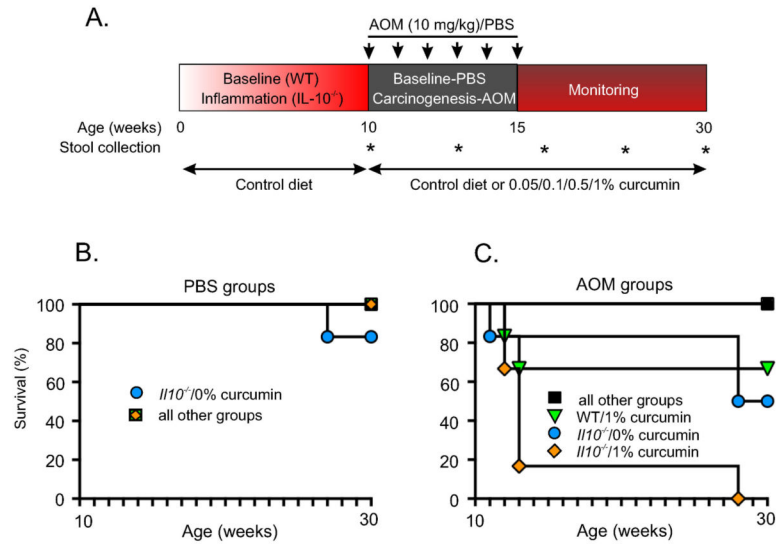 A.
AOM (10 mg/kg)/PBS
Baseline (WT)
Inflammation (IL-10-/-)
Baseline-PBS
Carcinogenesis-AOM
Monitoring
Age (weeks) 0 10 15 30
Stool collection * * * * *
Control diet
Control diet or 0.05/0.1/0.5/1% curcumin
B.
PBS groups
Survival (%)
100
80
60
40
20
0
Il10-/-/0% curcumin
all other groups
10 30
Age (weeks)
C.
AOM groups
100
80
60
40
20
0
all other groups
WT/1% curcumin
Il10-/-/0% curcumin
Il10-/-/1% curcumin
10 30
Age (weeks)